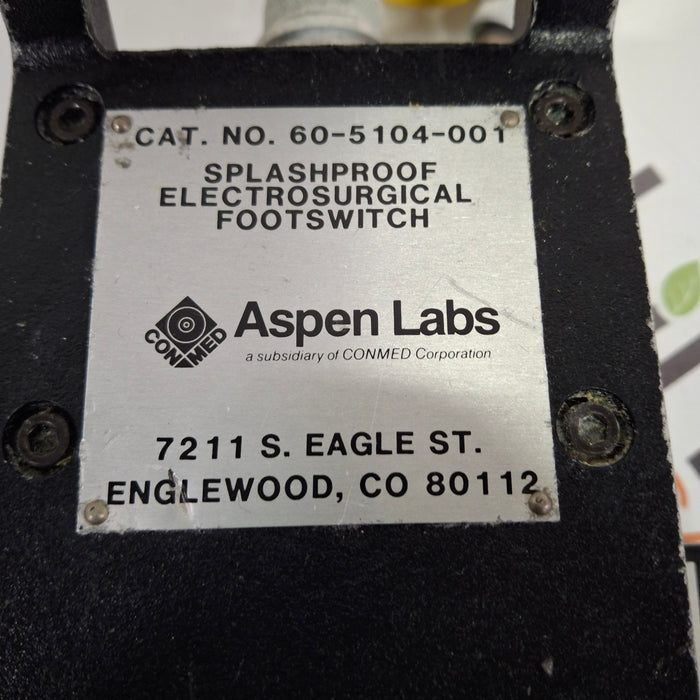 CAT. NO. 60-5104-001
SPLASHPROOF
ELECTROSURGICAL
FOOTSWITCH
CONMED
Aspen Labs
a subsidiary of CONMED Corporation
7211 S. EAGLE ST.
ENGLEWOOD, CO 80112